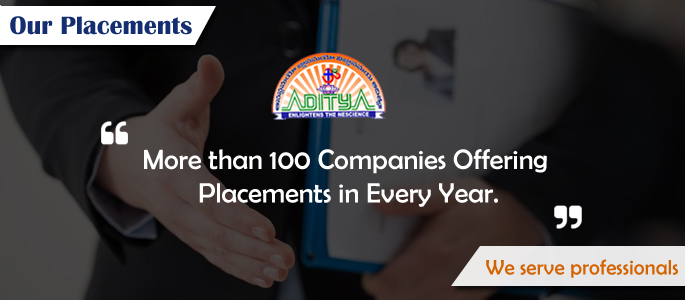 Our Placements
ADITYA
ENLIGHTENS THE NESCIENCE
“
More than 100 Companies Offering
Placements in Every Year.
”
We serve professionals